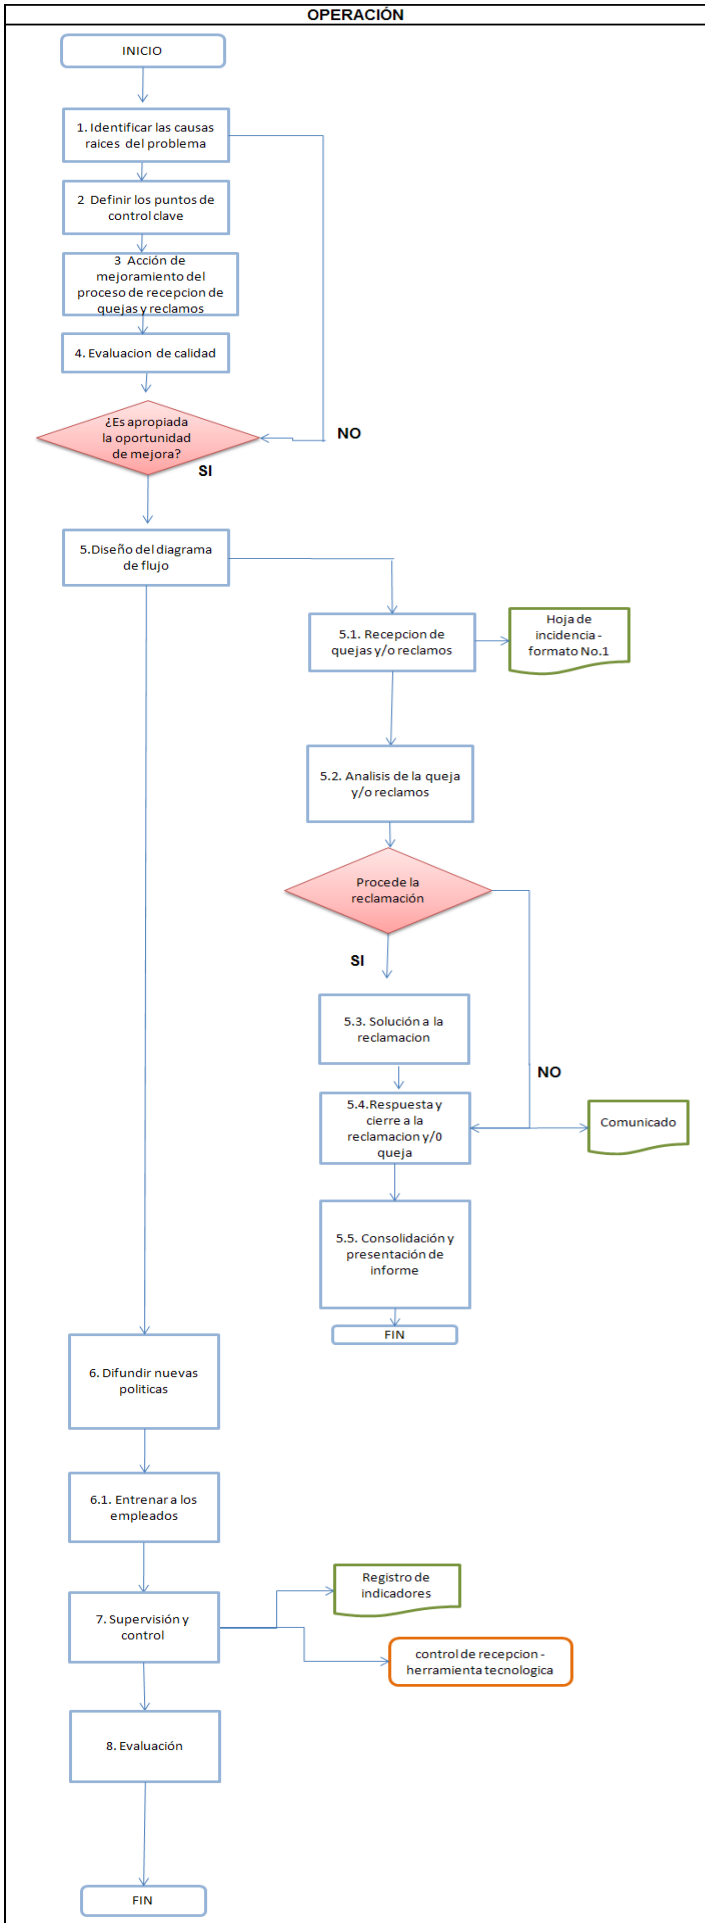 OPERACIÓN
INICIO
1. Identificar las causas
raices del problema
2 Definir los puntos de
control clave
3 Acción de
mejoramiento del
proceso de recepcion de
quejas y reclamos
4. Evaluacion de calidad
¿Es apropiada
la oportunidad
de mejora?
NO
SI
5.Diseño del diagrama
de flujo
5.1. Recepcion de
quejas y/o reclamos
Hoja de
incidencia -
formato No.1
5.2. Analisis de la queja
y/o reclamos
Procede la
reclamación
SI
5.3. Solución a la
reclamacion
NO
5.4.Respuesta y
cierre a la
reclamacion y/0
queja
Comunicado
5.5. Consolidación y
presentación de
informe
FIN
6. Difundir nuevas
politicas
6.1. Entrenar a los
empleados
7. Supervisión y
control
Registro de
indicadores
control de recepcion -
herramienta tecnologica
8. Evaluación
FIN